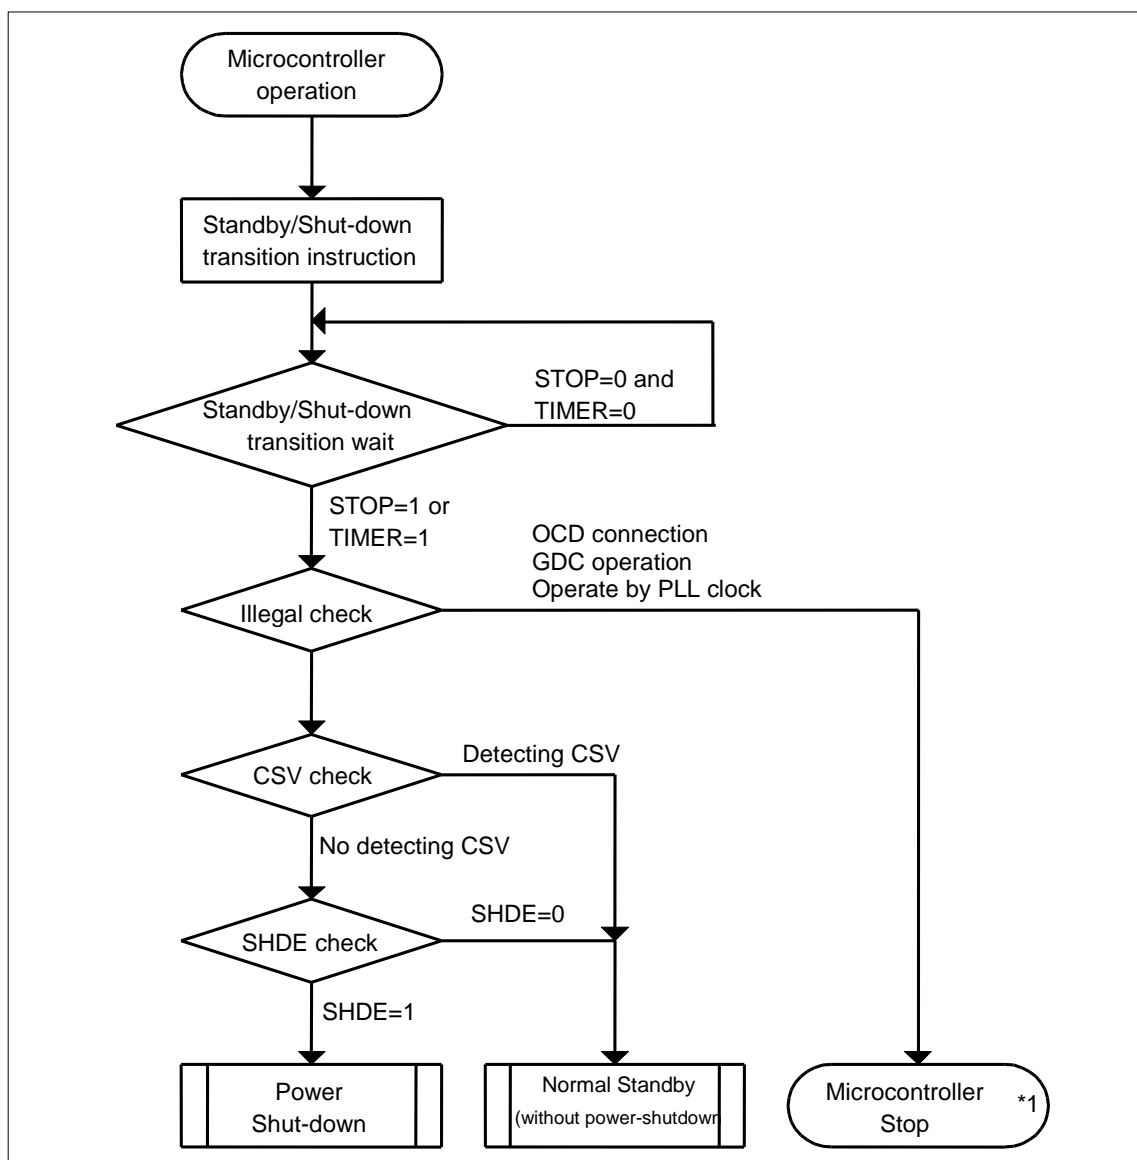 Microcontroller
operation
Standby/Shut-down
transition instruction
STOP=0 and
TIMER=0
Standby/Shut-down
transition wait
STOP=1 or
TIMER=1
OCD connection
GDC operation
Operate by PLL clock
Illegal check
Detecting CSV
CSV check
No detecting CSV
SHDE=0
SHDE check
SHDE=1
Power
Shut-down
Normal Standby
(without power-shutdown
Microcontroller
Stop
*1